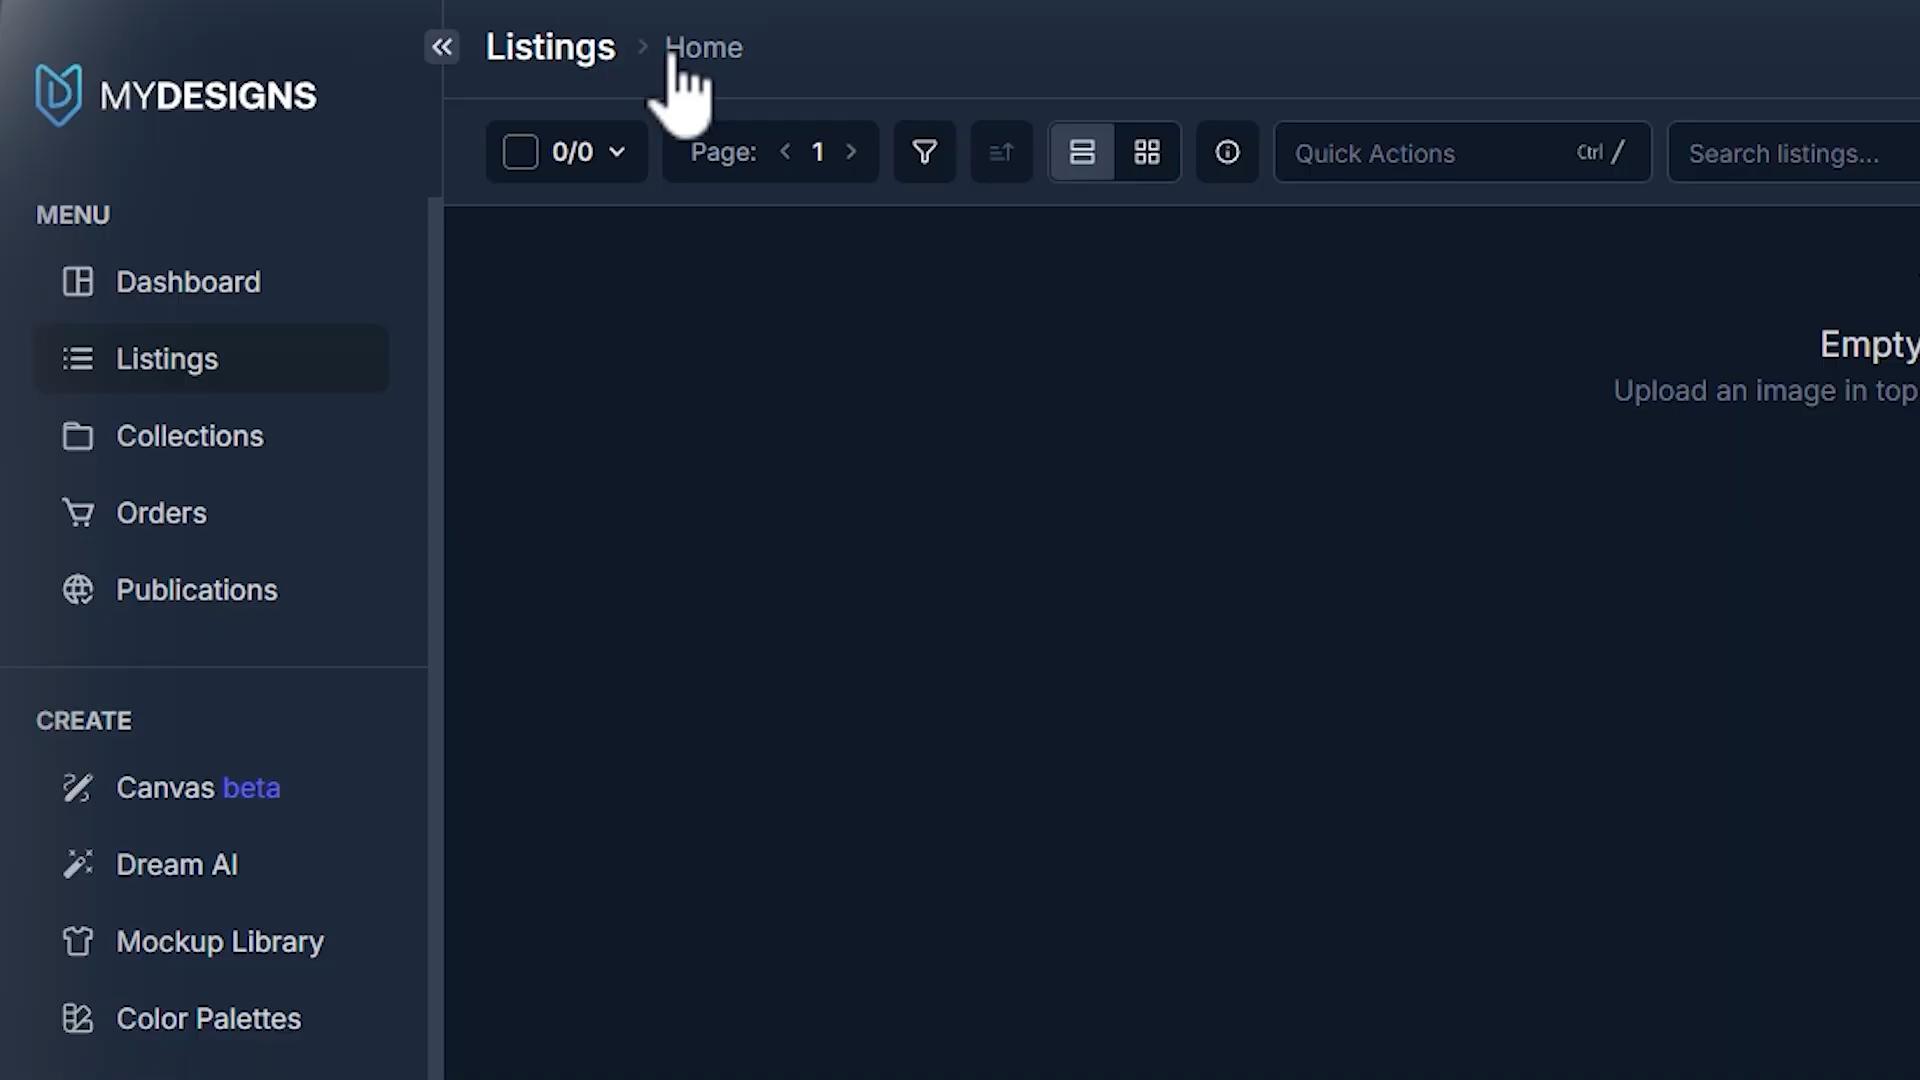 MYDESIGNS
MENU
Dashboard
Listings
Collections
Orders
Publications
CREATE
Canvas beta
Dream AI
Mockup Library
Color Palettes
Listings > Home
0/0
Page: < 1 >
Quick Actions Ctrl /
Search listings...
Empty
Upload an image in top